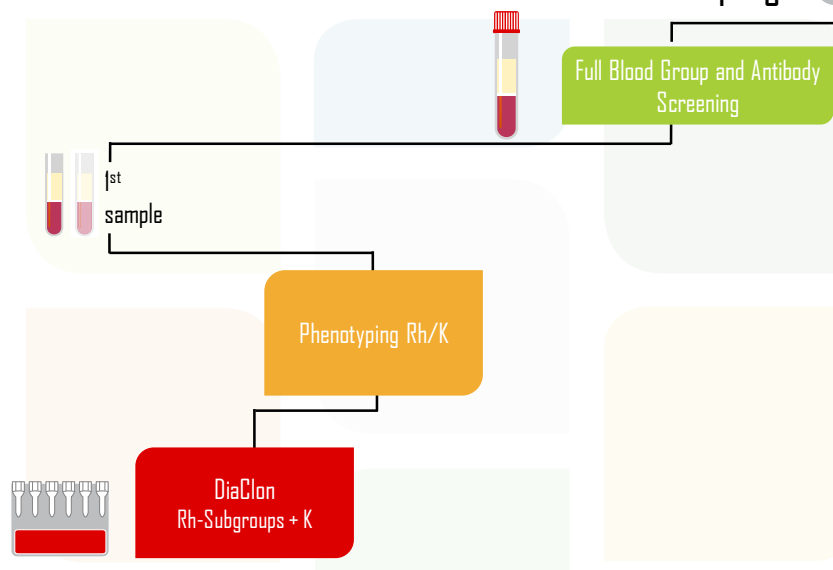 Full Blood Group and Antibody
Screening
1st
sample
Phenotyping Rh/K
DiaClon
Rh-Subgroups + K